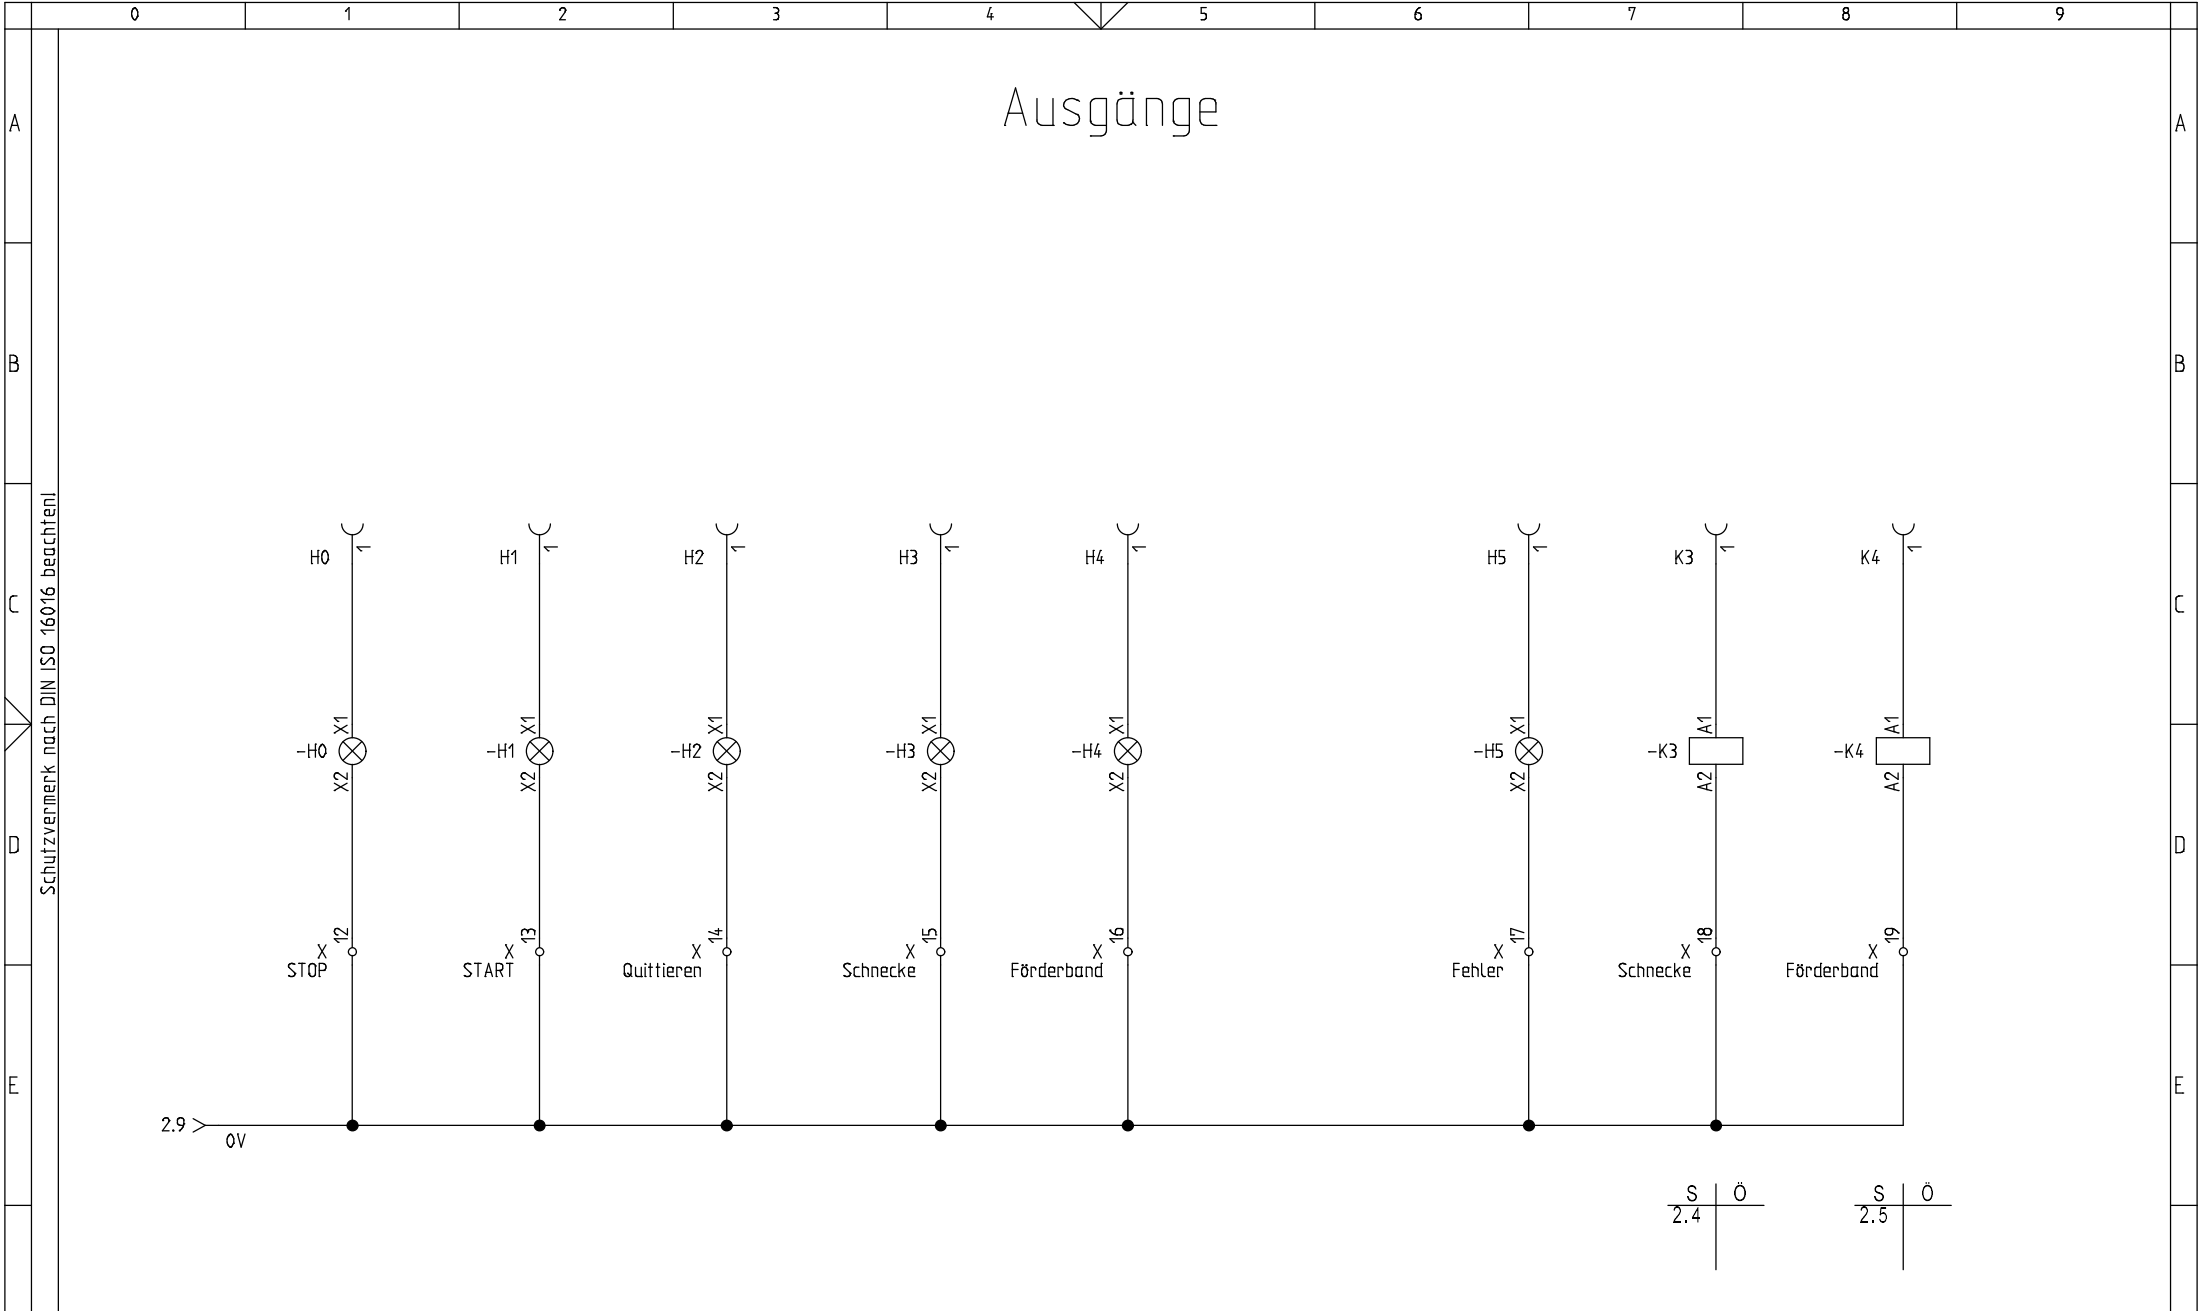 0 1 2 3 4 5 6 7 8 9
Ausgänge
A A
B B
C C
D D
E E
Schutzvermerk nach DIN ISO 16016 beachten!
H0 1 H1 1 H2 1 H3 1 H4 1 H5 1 K3 1 K4 1
X1 X1 X1 X1 X1 X1 A1 A1
-H0 -H1 -H2 -H3 -H4 -H5 -K3 -K4
X2 X2 X2 X2 X2 X2 A2 A2
X 12 X 13 X 14 X 15 X 16 X 17 X 18 X 19
STOP START Quittieren Schnecke Förderband Fehler Schnecke Förderband
2.9
0V
S Ö S Ö
2.4 2.5